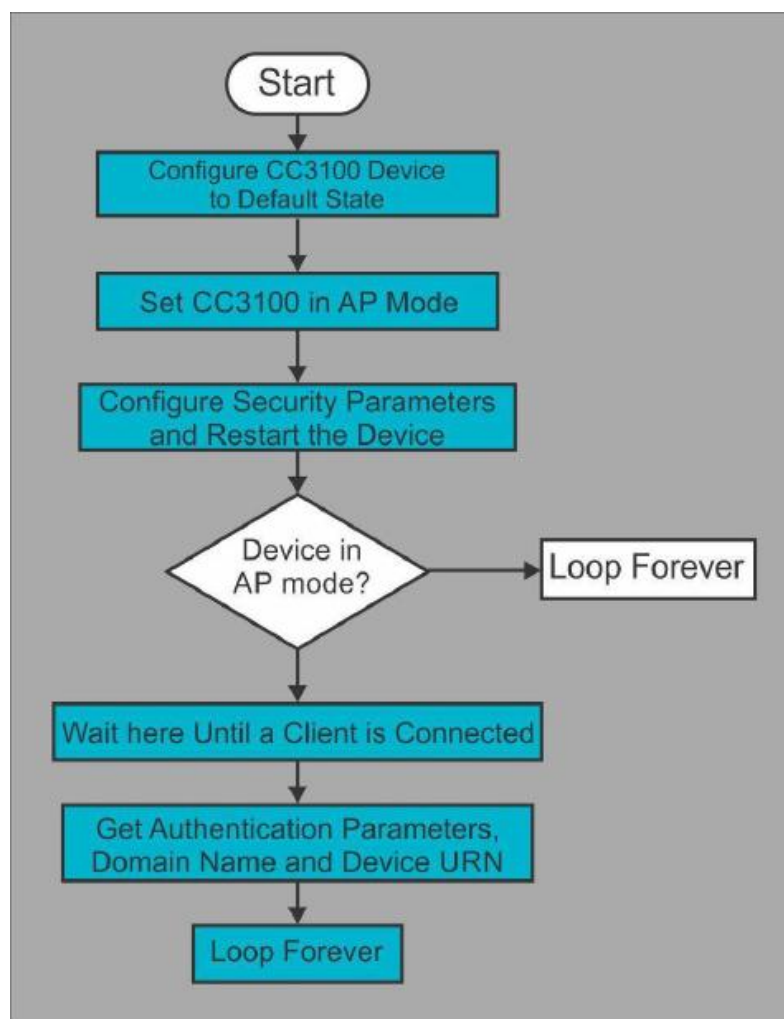 Start
Configure CC3100 Device
to Default State
Set CC3100 in AP Mode
Configure Security Parameters
and Restart the Device
Device in
AP mode?
Loop Forever
Wait here Until a Client is Connected
Get Authentication Parameters,
Domain Name and Device URN
Loop Forever